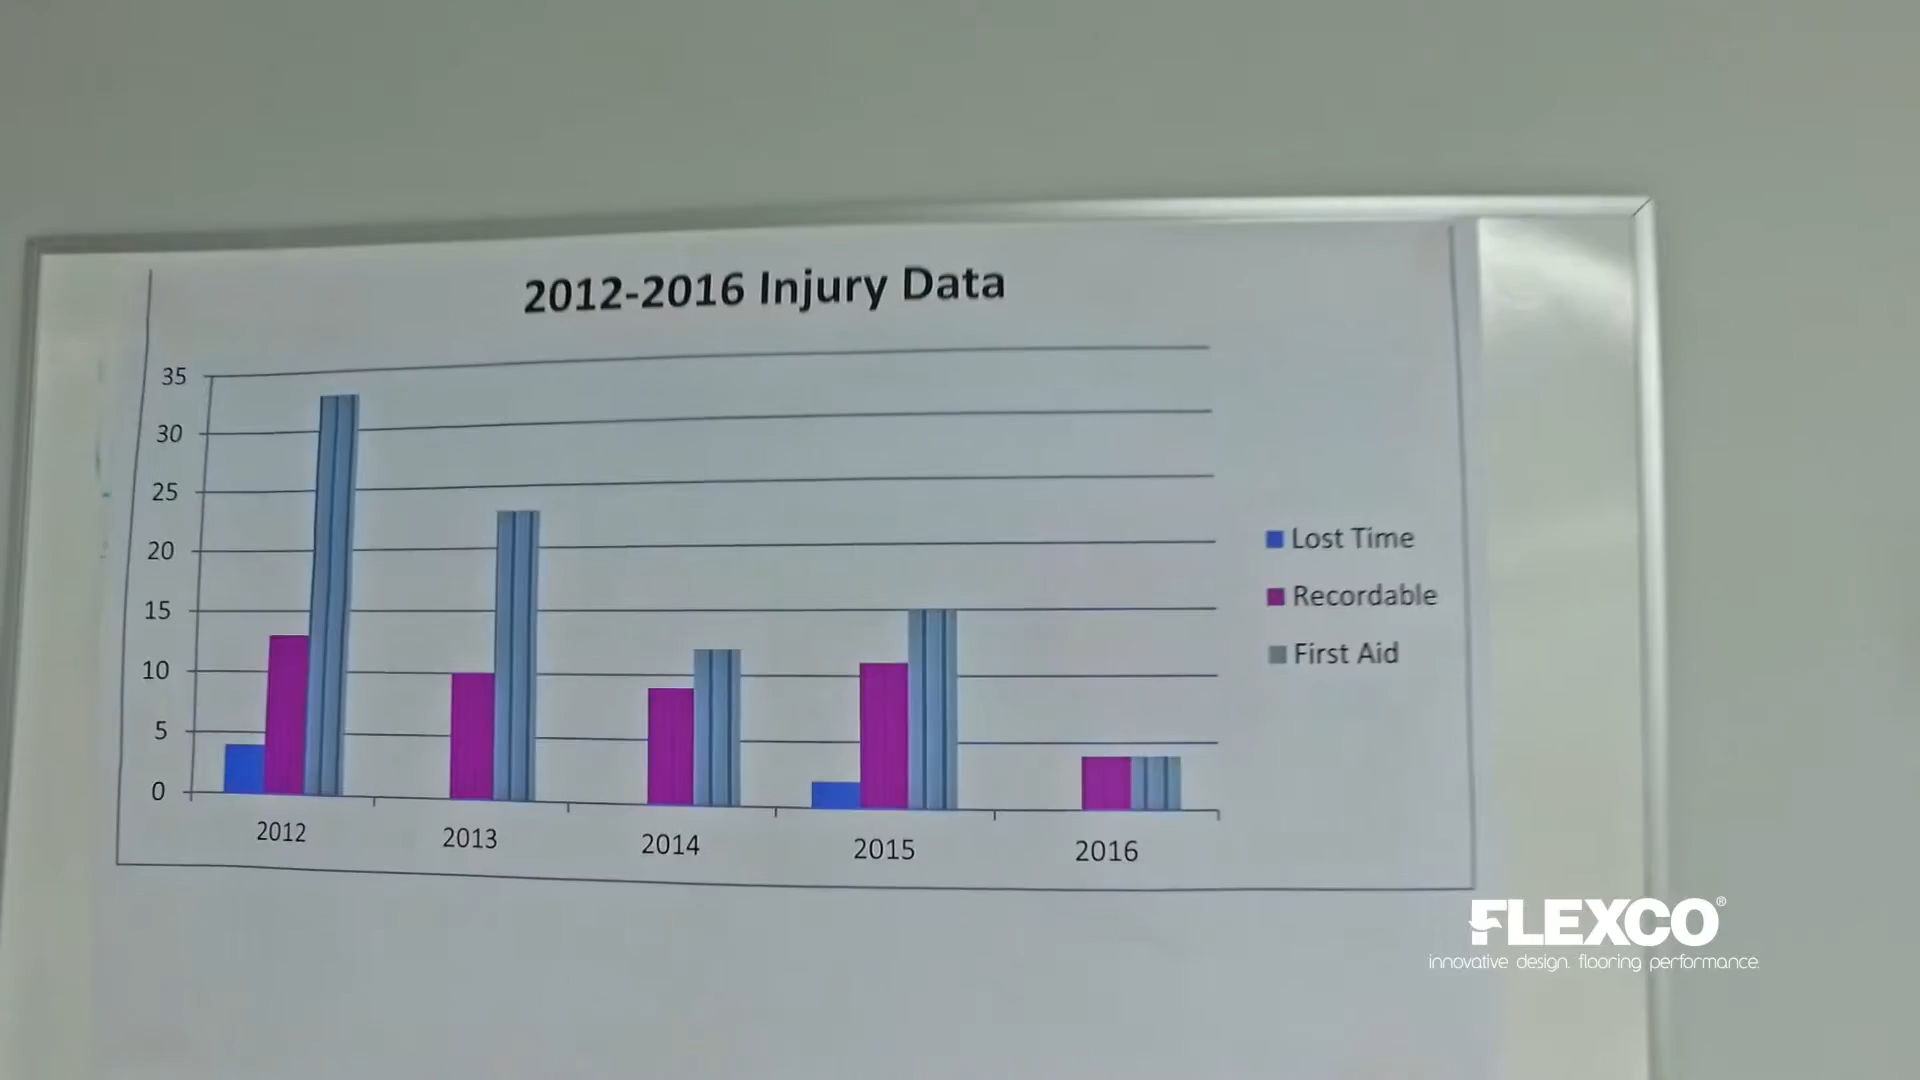 2012-2016 Injury Data
35
30
25
20
15
10
5
0
2012 2013 2014 2015 2016
Lost Time
Recordable
First Aid
FLEXCO®
innovative design. flooring performance.